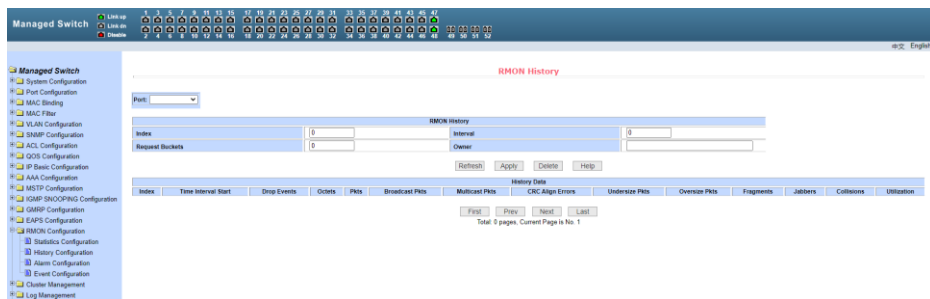 Managed Switch
Link up
Link dn
Disable
1 3 5 7 9 11 13 15 17 19 21 23 25 27 29 31 33 35 37 39 41 43 45 47
2 4 6 8 10 12 14 16 18 20 22 24 26 28 30 32 34 36 38 40 42 44 46 48 49 50 51 52
中文 English
Managed Switch
System Configuration
Port Configuration
MAC Binding
MAC Filter
VLAN Configuration
SNMP Configuration
ACL Configuration
QOS Configuration
IP Basic Configuration
AAA Configuration
MSTP Configuration
IGMP SNOOPING Configuration
GMRP Configuration
EAPS Configuration
RMON Configuration
Statistics Configuration
History Configuration
Alarm Configuration
Event Configuration
Cluster Management
Log Management
RMON History
Port:
RMON History
Index 0 Interval 0
Request Buckets 0 Owner
Refresh Apply Delete Help
History Data
Index Time Interval Start Drop Events Octets Pkts Broadcast Pkts Multicast Pkts CRC Align Errors Undersize Pkts Oversize Pkts Fragments Jabbers Collisions Utilization
First Prev Next Last
Total: 0 pages, Current Page is No. 1